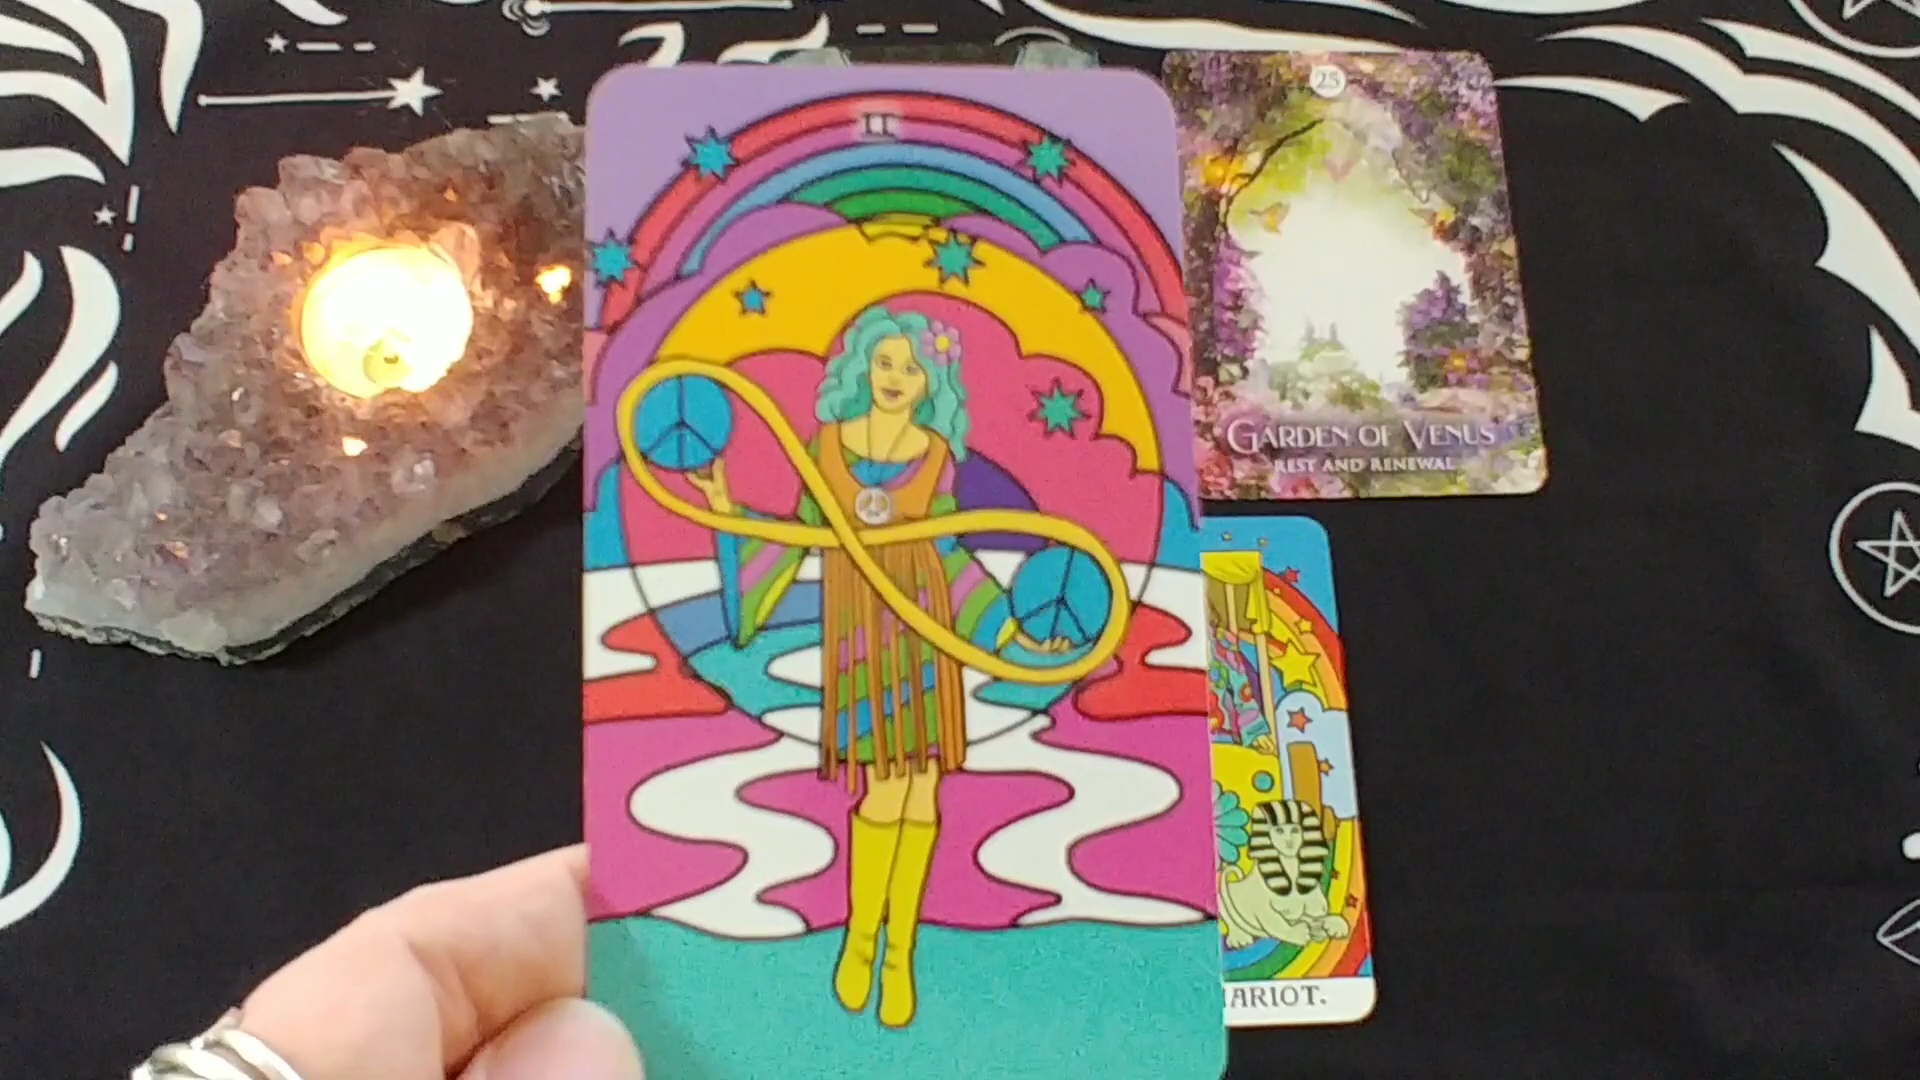 II
25
GARDEN OF VENUS
REST AND RENEWAL
ARIOT.